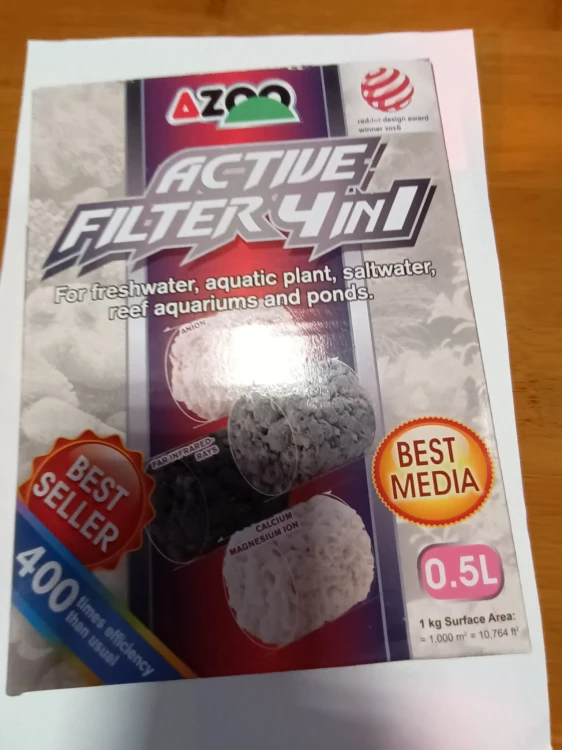 AZOO
reddot design award
winner 2016
ACTIVE
FILTER 4 IN 1
For freshwater, aquatic plant, saltwater,
reef aquariums and ponds.
ANION
FAR INFRARED
RAYS
CALCIUM
MAGNESIUM ION
BEST
SELLER
BEST
MEDIA
400 times efficiency
than usual
0.5L
1 kg Surface Area:
= 1,000 m² = 10,764 ft²